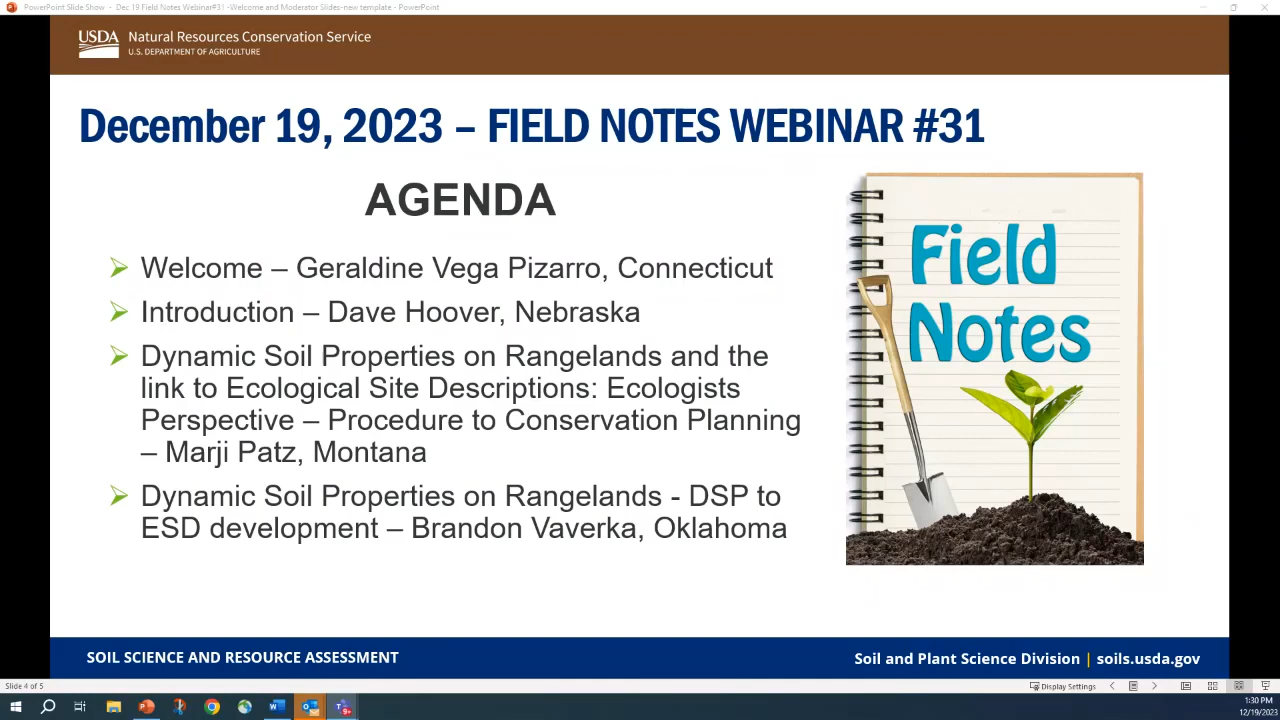 PowerPoint Slide Show - Dec 19 Field Notes Webinar#31 -Welcome and Moderator Slides-new template - PowerPoint
USDA
Natural Resources Conservation Service
U.S. DEPARTMENT OF AGRICULTURE
December 19, 2023 – FIELD NOTES WEBINAR #31
AGENDA
Welcome – Geraldine Vega Pizarro, Connecticut
Introduction – Dave Hoover, Nebraska
Dynamic Soil Properties on Rangelands and the
link to Ecological Site Descriptions: Ecologists
Perspective – Procedure to Conservation Planning
– Marji Patz, Montana
Dynamic Soil Properties on Rangelands - DSP to
ESD development – Brandon Vaverka, Oklahoma
Field
Notes
SOIL SCIENCE AND RESOURCE ASSESSMENT
Soil and Plant Science Division | soils.usda.gov
Slide 4 of 5
Display Settings
1:30 PM
12/19/2023